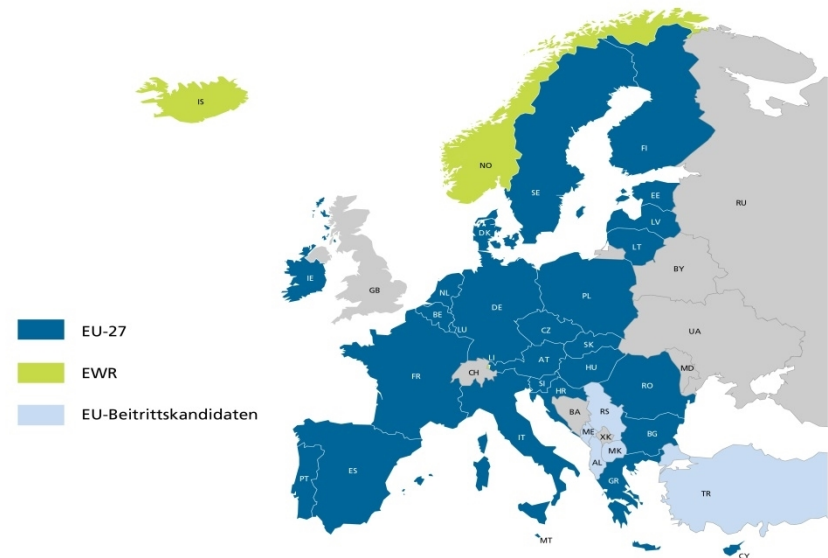 IS
NO
SE
FI
RU
EE
LV
LT
DK
BY
IE
GB
NL
BE
LU
DE
PL
UA
CZ
SK
MD
FR
CH
LI
AT
HU
SI
HR
RO
BA
RS
ME
XK
BG
MK
AL
IT
PT
ES
GR
TR
MT
CY
EU-27
EWR
EU-Beitrittskandidaten